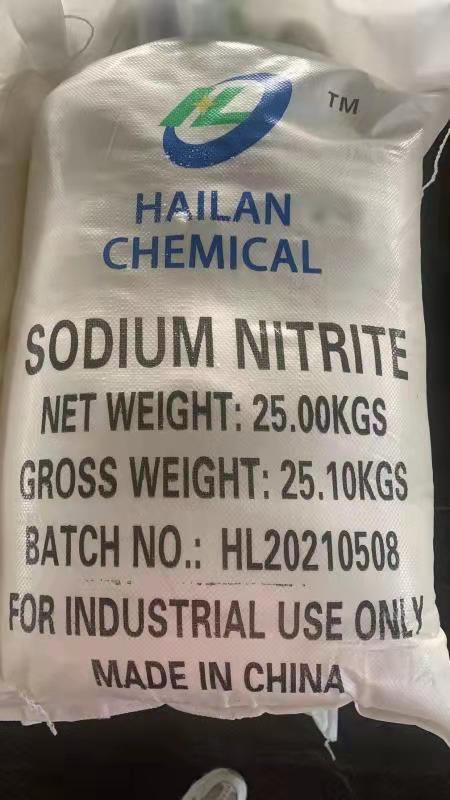 HL
TM
HAILAN
CHEMICAL
SODIUM NITRITE
NET WEIGHT: 25.00KGS
GROSS WEIGHT: 25.10KGS
BATCH NO.: HL20210508
FOR INDUSTRIAL USE ONLY
MADE IN CHINA